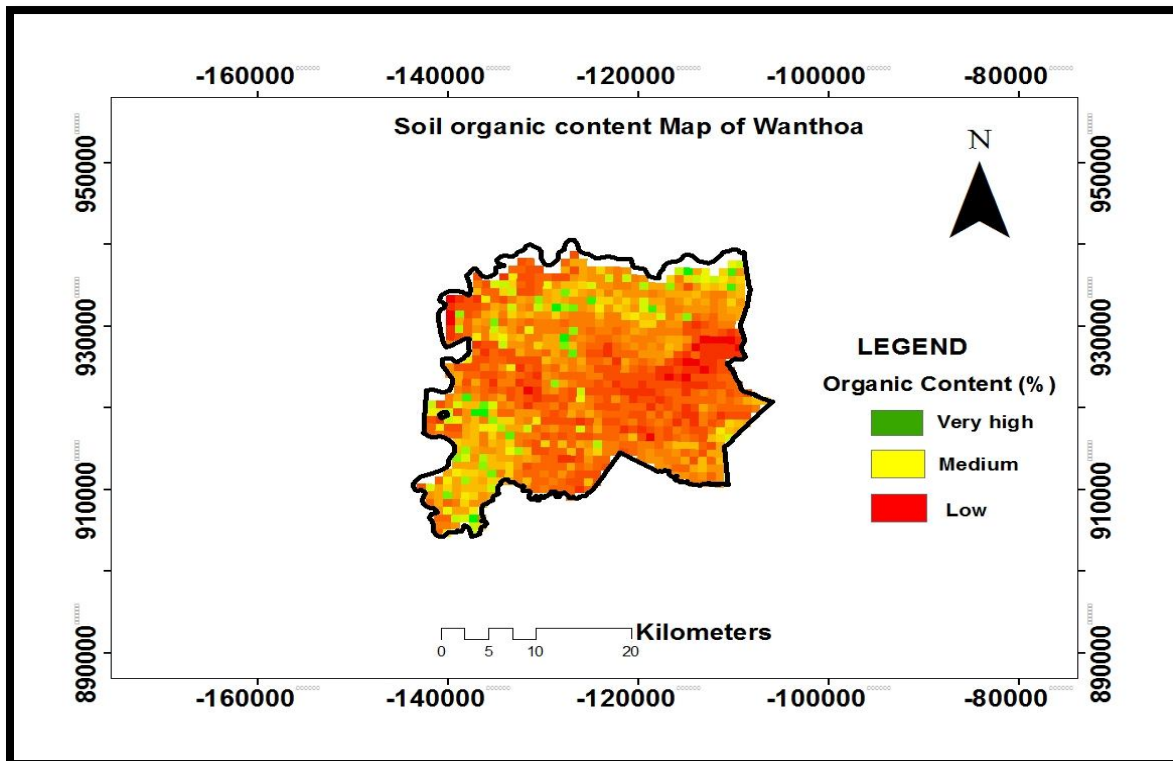 -160000 -140000 -120000 -100000 -80000
Soil organic content Map of Wanthoa
N
950000 950000
930000 930000
LEGEND
Organic Content (%)
Very high
Medium
Low
910000 910000
Kilometers
0 5 10 20
890000 890000
-160000 -140000 -120000 -100000 -80000